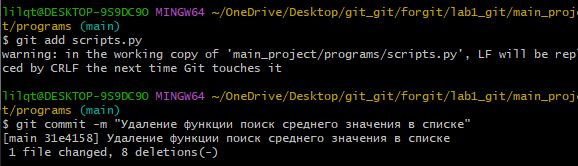 lilqt@DESKTOP-9S9DC9O MINGW64 ~/OneDrive/Desktop/git_git/forgit/lab1_git/main_projec
t/programs (main)
$ git add scripts.py
warning: in the working copy of 'main_project/programs/scripts.py', LF will be repla
ced by CRLF the next time Git touches it
lilqt@DESKTOP-9S9DC9O MINGW64 ~/OneDrive/Desktop/git_git/forgit/lab1_git/main_projec
t/programs (main)
$ git commit -m "Удаление функции поиск среднего значения в списке"
[main 31e4158] Удаление функции поиск среднего значения в списке
1 file changed, 8 deletions(-)